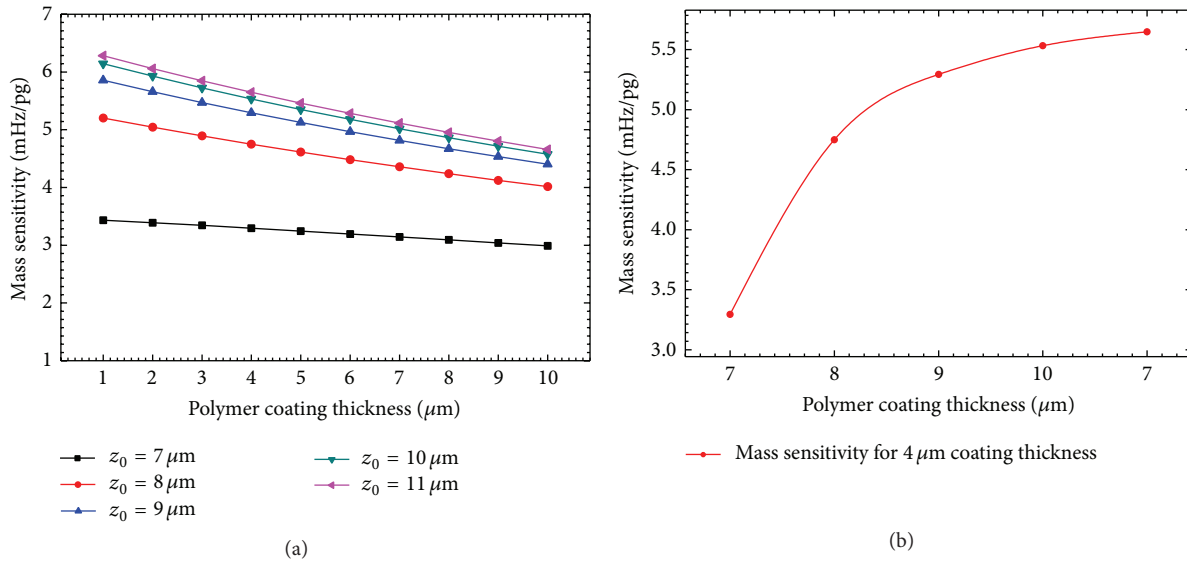 7
6
5
4
3
2
1
Mass sensitivity (mHz/pg)
1 2 3 4 5 6 7 8 9 10
Polymer coating thickness (μm)
z0 = 7 μm
z0 = 8 μm
z0 = 9 μm
z0 = 10 μm
z0 = 11 μm
(a)
5.5
5.0
4.5
4.0
3.5
3.0
Mass sensitivity (mHz/pg)
7 8 9 10 7
Polymer coating thickness (μm)
Mass sensitivity for 4 μm coating thickness
(b)